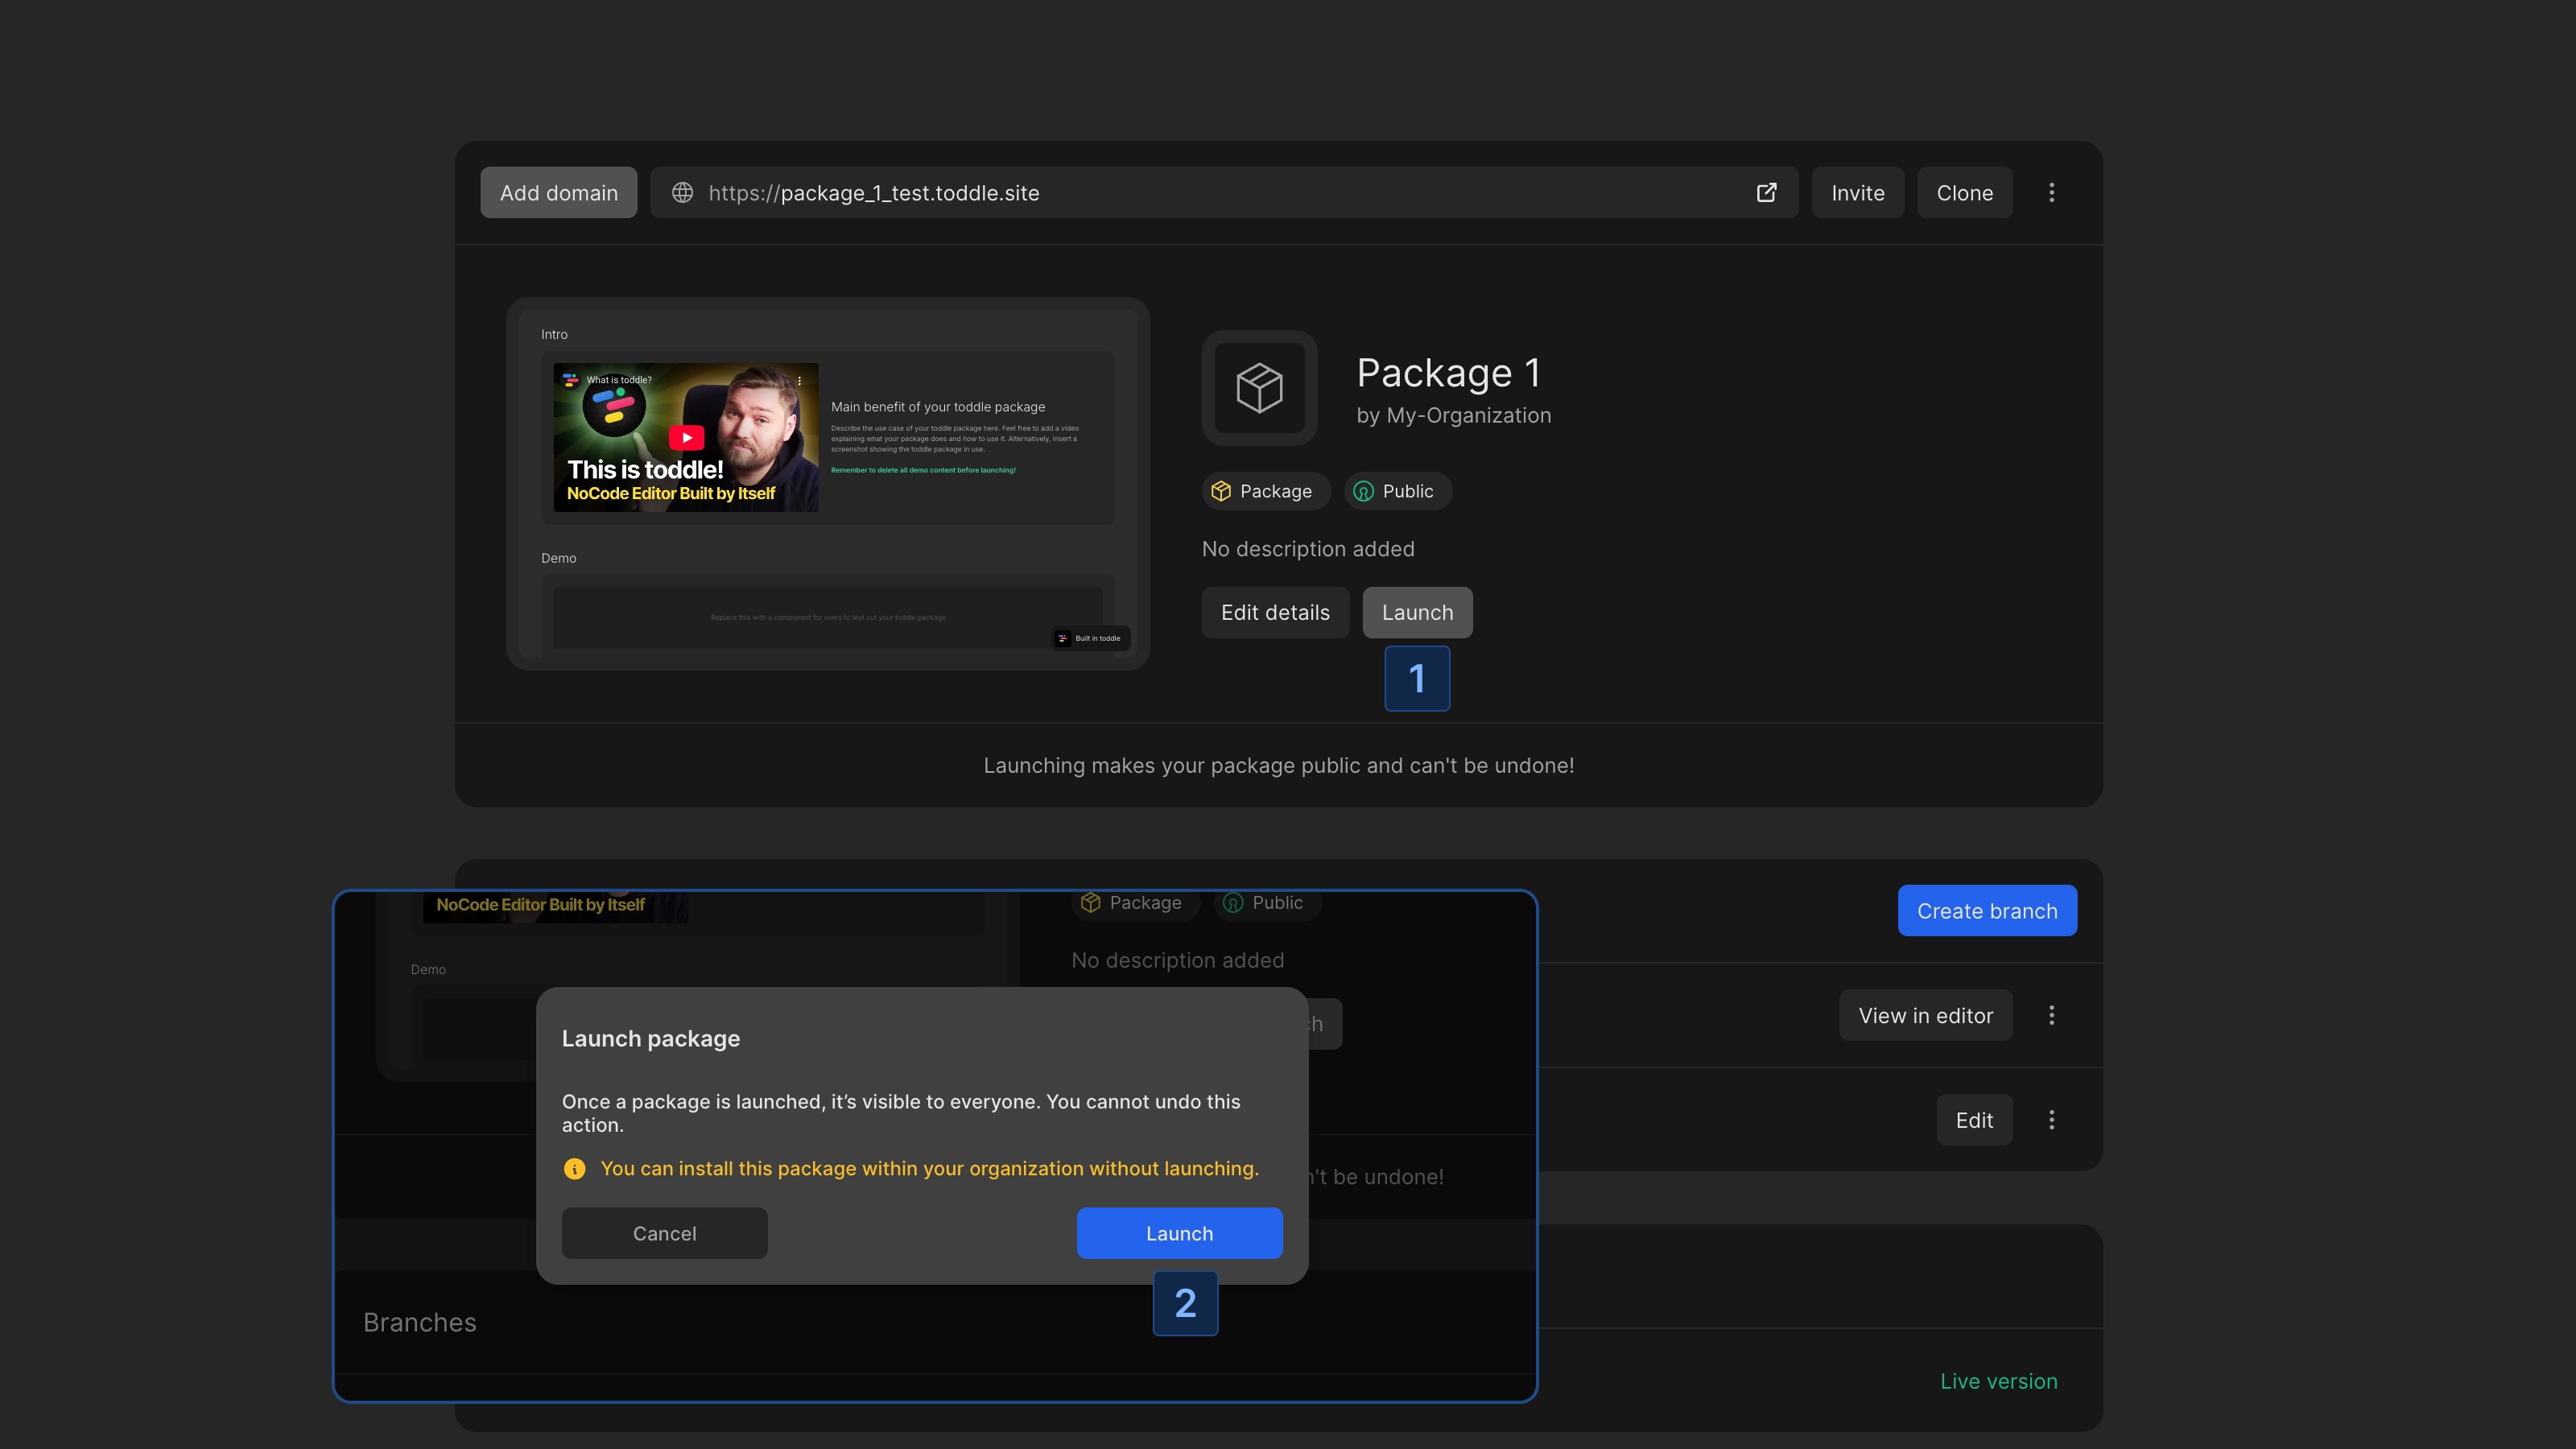 Add domain
https://package_1_test.toddle.site
Invite
Clone
Intro
What is toddle?
This is toddle!
NoCode Editor Built by Itself
Main benefit of your toddle package
Describe the use case of your toddle package here. Feel free to add a video
explaining what your package does and how to use it. Alternatively, insert a
screenshot showing the toddle package in use.
Remember to delete all demo content before launching!
Demo
Replace this with a component for users to test out your toddle package
Built in toddle
Package 1
by My-Organization
Package
Public
No description added
Edit details
Launch
1
Launching makes your package public and can't be undone!
Create branch
View in editor
Edit
Live version
NoCode Editor Built by Itself
Package
Public
No description added
Demo
h
Launch package
Once a package is launched, it’s visible to everyone. You cannot undo this
action.
You can install this package within your organization without launching.
't be undone!
Cancel
Launch
2
Branches